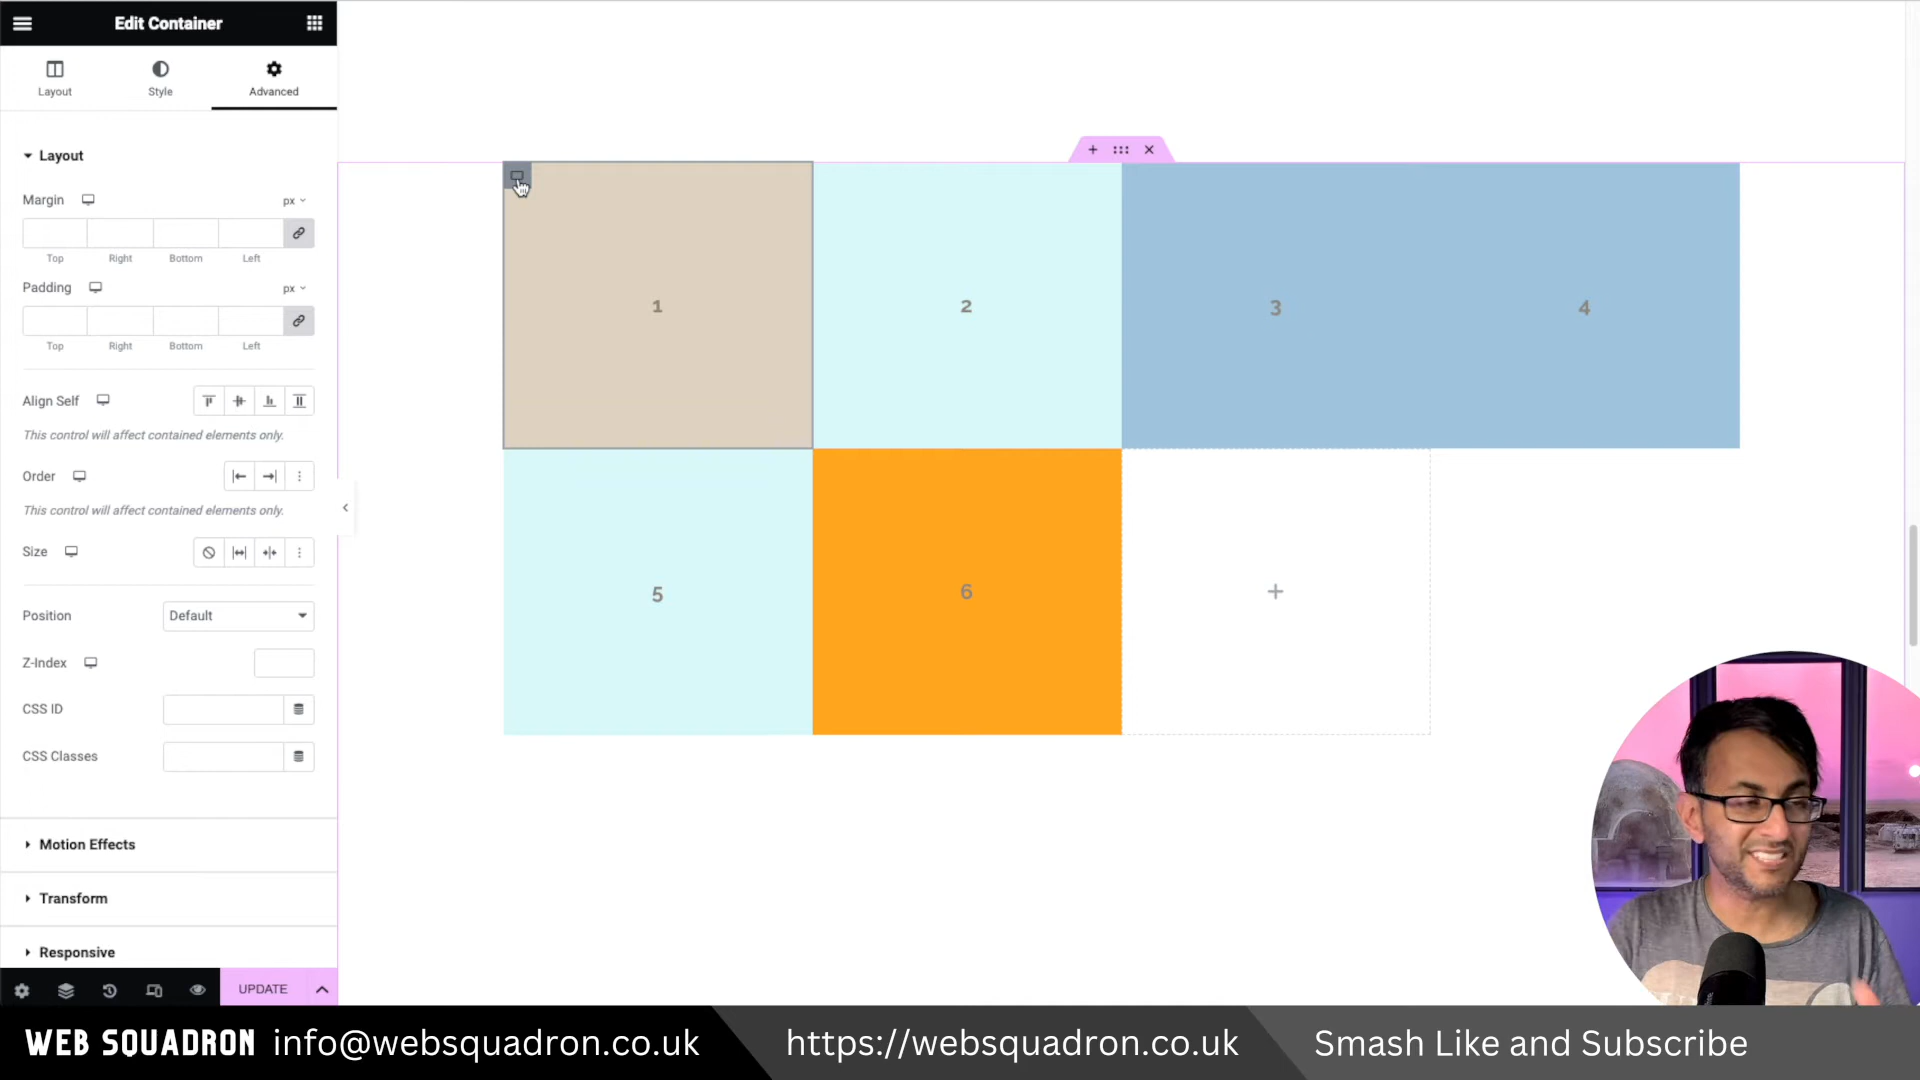 Edit Container
Layout
Style
Advanced
Layout
Margin
px
Top
Right
Bottom
Left
Padding
px
Top
Right
Bottom
Left
Align Self
This control will affect contained elements only.
Order
This control will affect contained elements only.
Size
Position
Default
Z-Index
CSS ID
CSS Classes
Motion Effects
Transform
Responsive
UPDATE
1
2
3
4
5
6
WEB SQUADRON
info@websquadron.co.uk
https://websquadron.co.uk
Smash Like and Subscribe